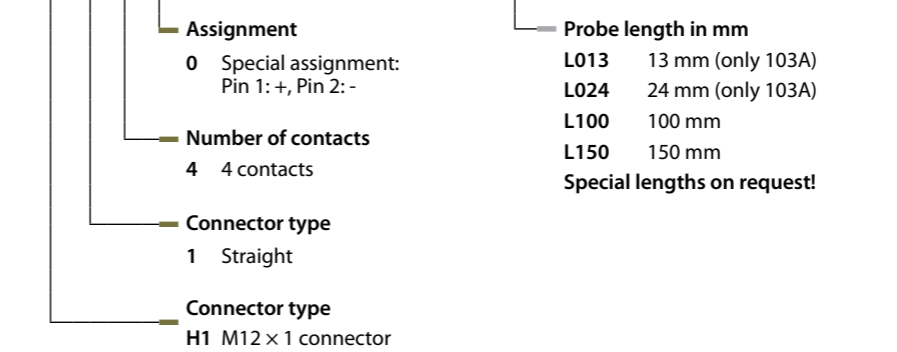 Assignment
0 Special assignment:
Pin 1: +, Pin 2: -
Number of contacts
4 4 contacts
Connector type
1 Straight
Connector type
H1 M12 × 1 connector
Probe length in mm
L013 13 mm (only 103A)
L024 24 mm (only 103A)
L100 100 mm
L150 150 mm
Special lengths on request!